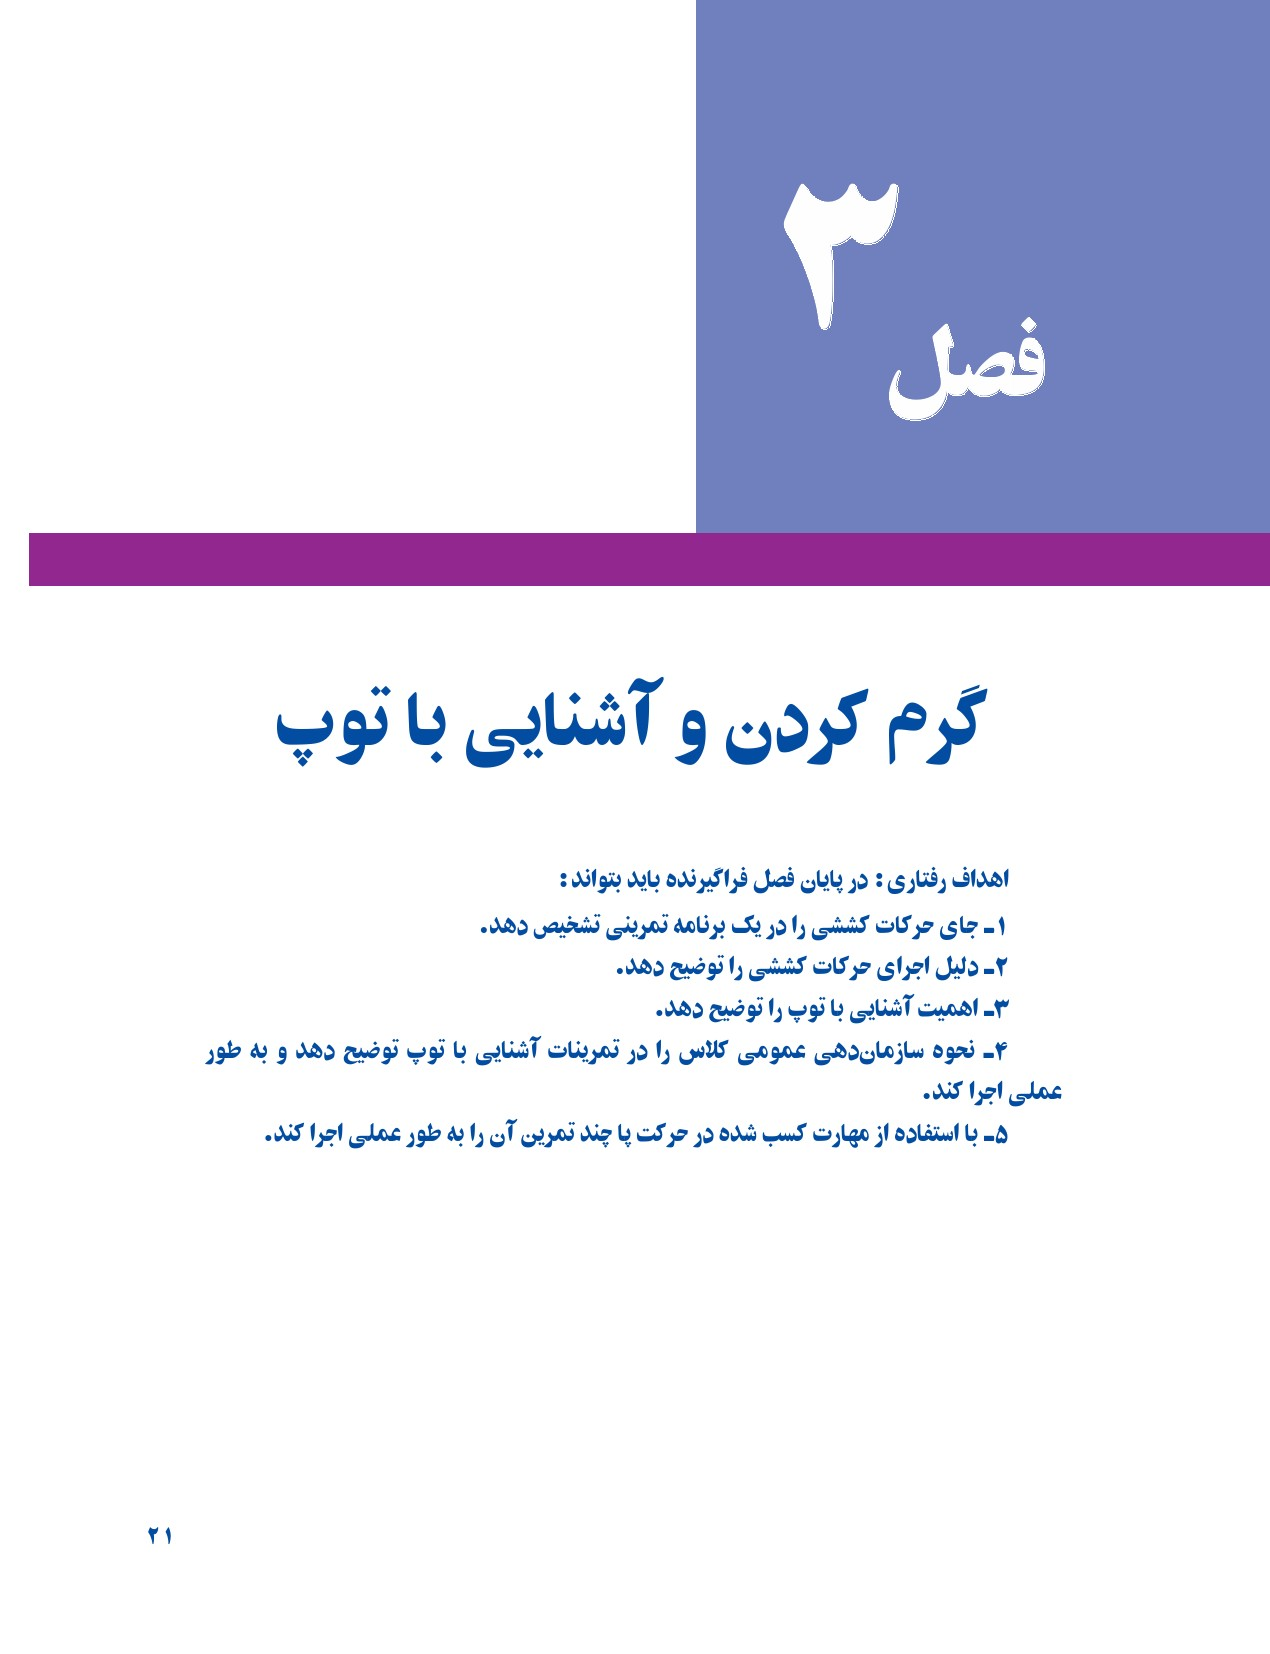 ۳
فصل
گرم کردن و آشنایی با توپ
اهداف رفتاری : در پایان فصل فراگیرنده باید بتواند :
۱ـ جای حرکات کششی را در یک برنامه تمرینی تشخیص دهد.
۲ـ دلیل اجرای حرکات کششی را توضیح دهد.
۳ـ اهمیت آشنایی با توپ را توضیح دهد.
۴ـ نحوه سازمان‌دهی عمومی کلاس را در تمرینات آشنایی با توپ توضیح دهد و به طور
عملی اجرا کند.
۵ـ با استفاده از مهارت کسب شده در حرکت پا چند تمرین آن را به طور عملی اجرا کند.
۲۱